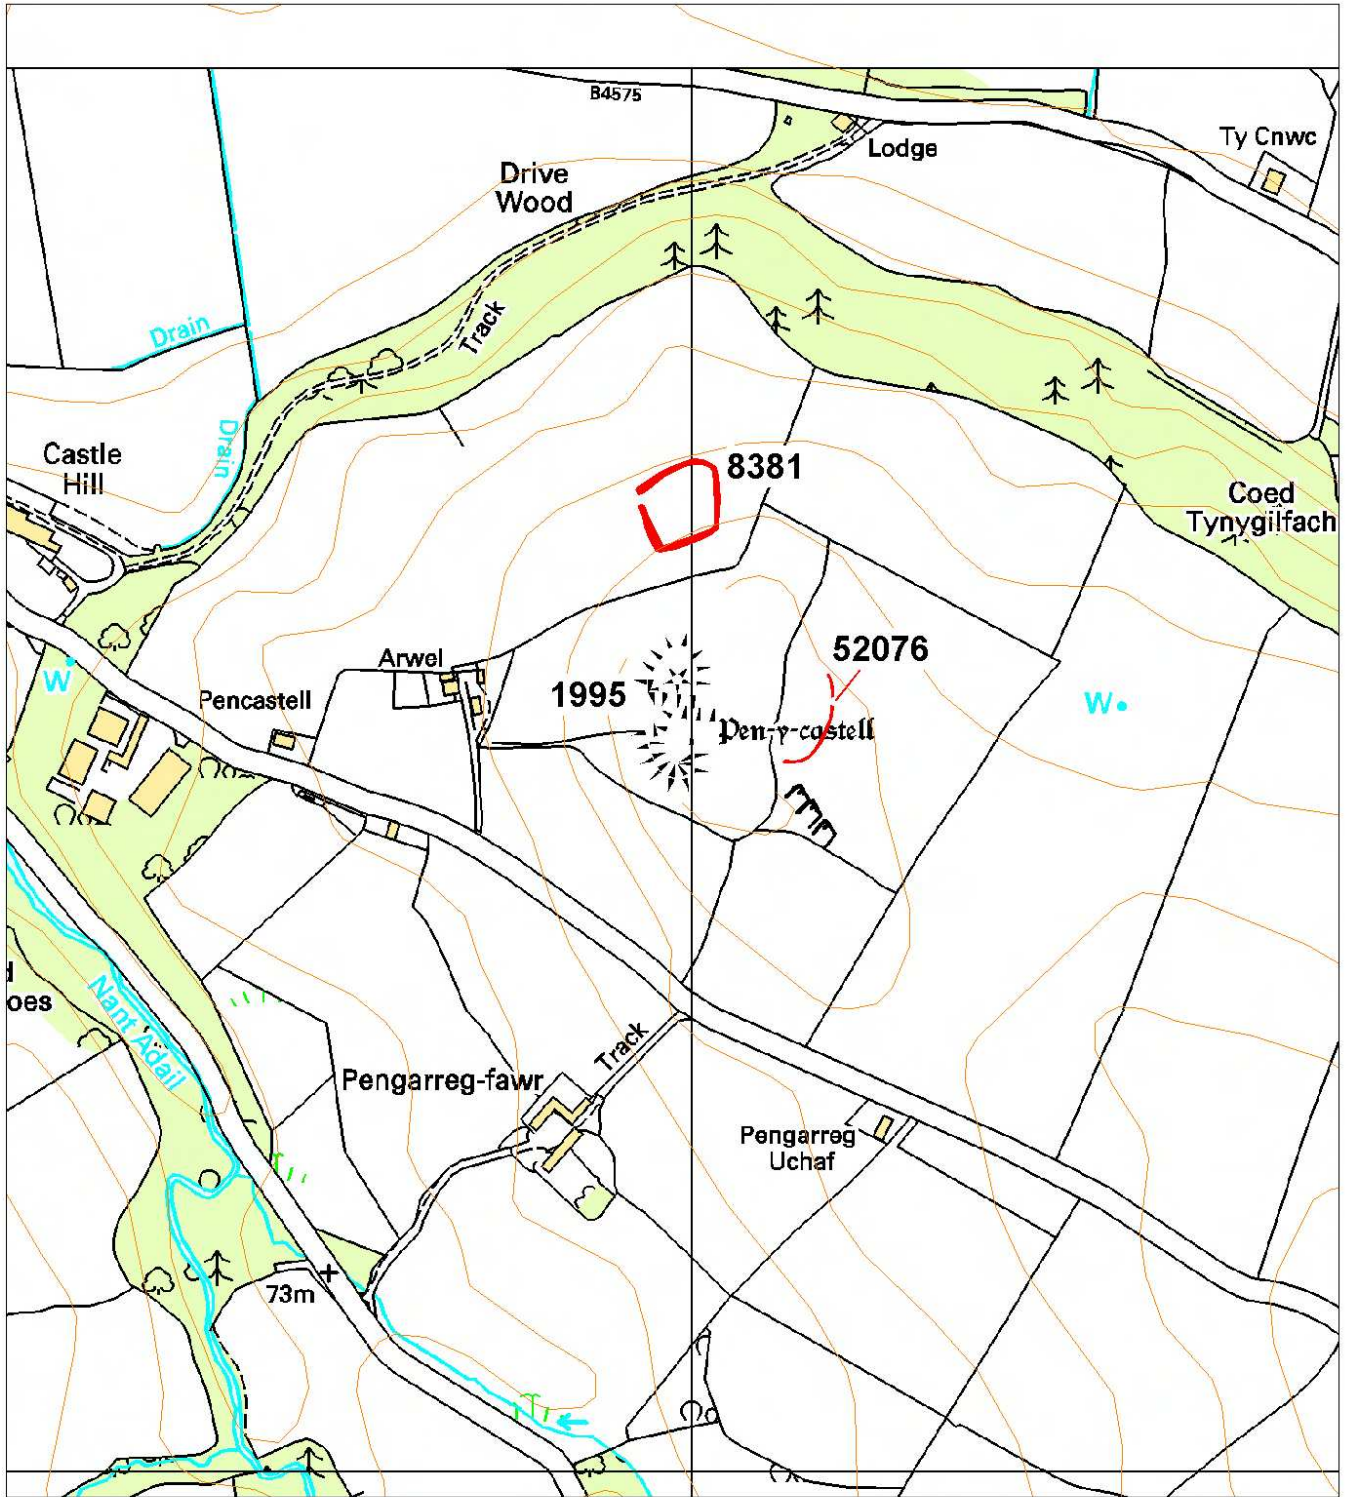 B4575
Ty Cnwc
Lodge
Drive
Wood
Drain
Track
Drain
Castle
Hill
8381
Coed
Tynygilfach
Arwel
52076
W
Pencastell
1995
W
Pen-y-castell
oes
Nant Adail
Track
Pengarreg-fawr
Pengarreg
Uchaf
73m